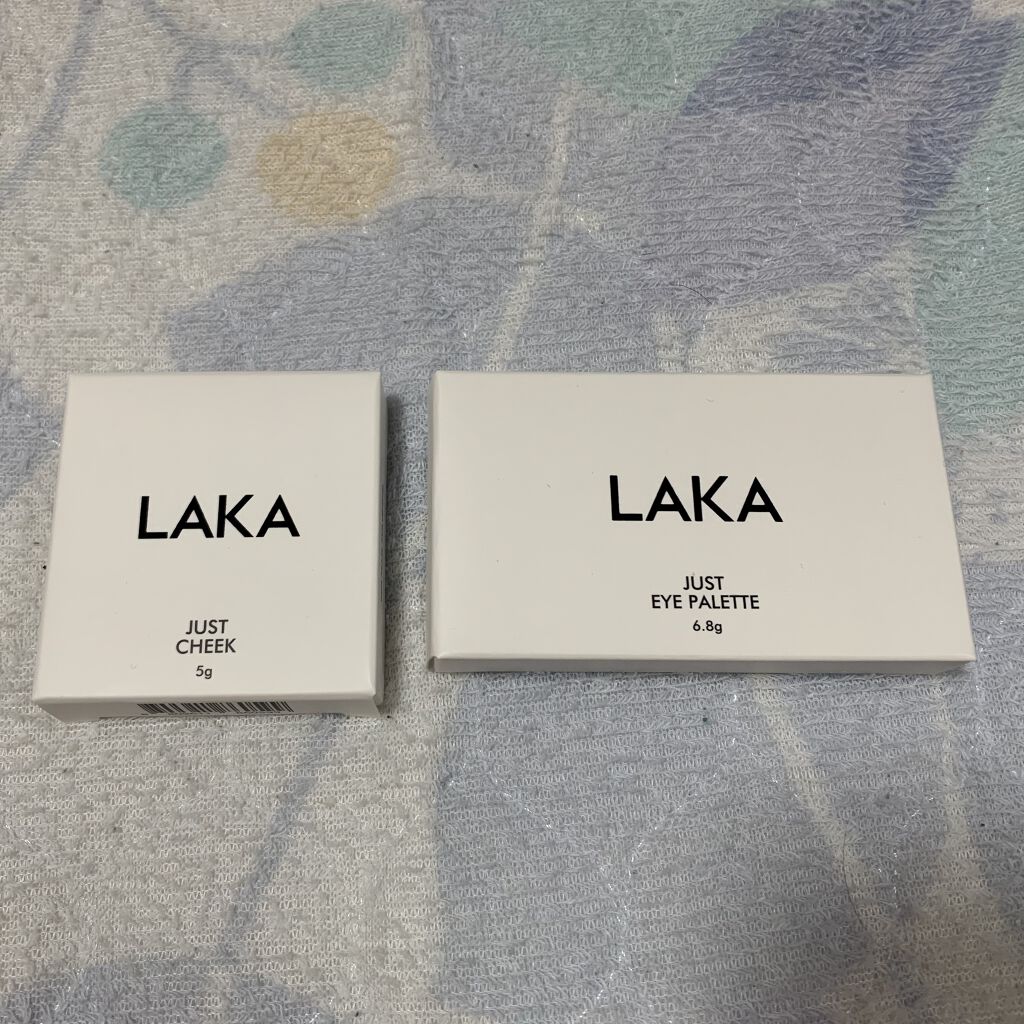 LAKA
JUST
CHEEK
5g
LAKA
JUST
EYE PALETTE
6.8g